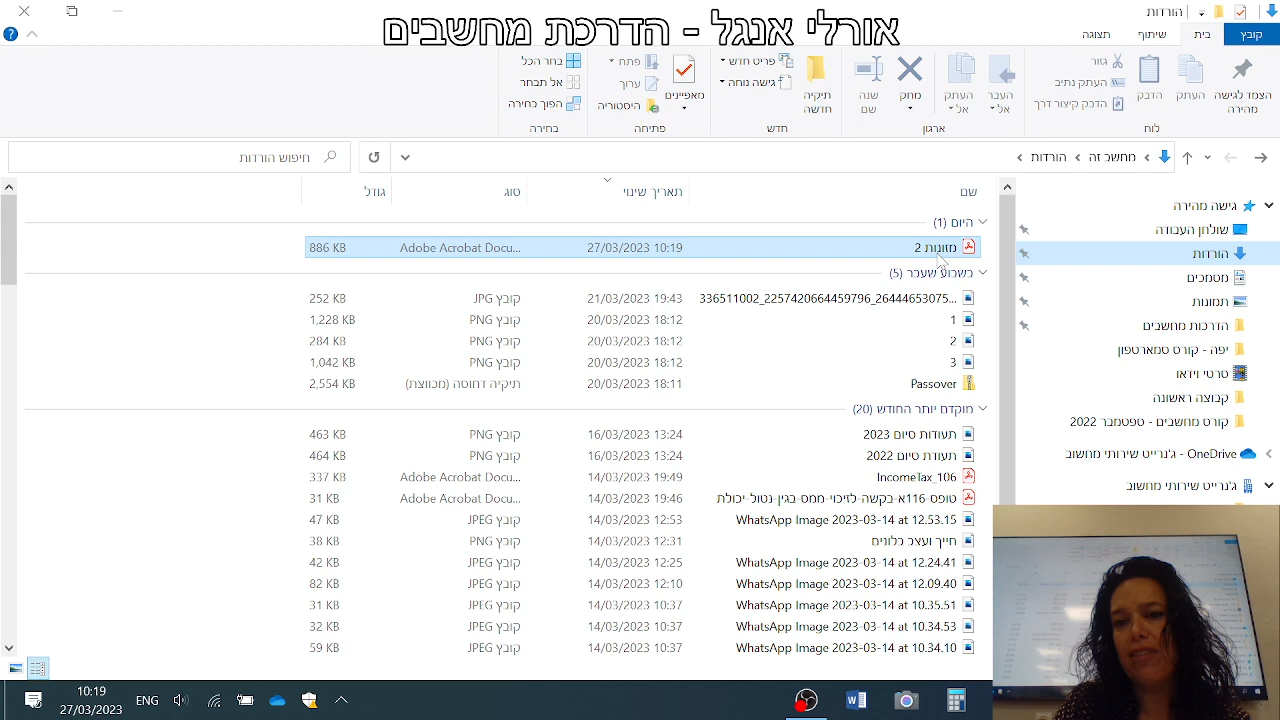 הורדות
אורלי אנגל - הדרכת מחשבים
קובץ
בית
שיתוף
תצוגה
הצמד לגישה מהירה
העתק
הדבק
גזור
העתק נתיב
הדבק קיצור דרך
לוח
העבר אל
העתק אל
מחק
שנה שם
ארגון
תיקיה חדשה
פריט חדש
גישה נוחה
חדש
מאפיינים
פתח
ערוך
היסטוריה
פתיחה
בחר הכל
אל תבחר
הפוך בחירה
בחירה
מחשב זה
הורדות
חיפוש הורדות
שם
תאריך שינוי
סוג
גודל
היום (1)
מזונות 2 27/03/2023 10:19 Adobe Acrobat Docu... 886 KB
בשבוע שעבר (5)
336511002_2257420664459796_26444653075... 21/03/2023 19:43 קובץ JPG 252 KB
1 20/03/2023 18:12 קובץ PNG 1,228 KB
2 20/03/2023 18:12 קובץ PNG 284 KB
3 20/03/2023 18:12 קובץ PNG 1,042 KB
Passover 20/03/2023 18:11 תיקיה דחוסה (מכווצת) 2,554 KB
מוקדם יותר החודש (20)
תעודות סיום 2023 16/03/2023 13:24 קובץ PNG 463 KB
תעודת סיום 2022 16/03/2023 13:24 קובץ PNG 464 KB
IncomeTax_106 14/03/2023 19:49 Adobe Acrobat Docu... 337 KB
טופס-116א-בקשה-לזיכוי-ממס-בגין-נטול-יכולת 14/03/2023 19:46 Adobe Acrobat Docu... 31 KB
WhatsApp Image 2023-03-14 at 12.53.15 14/03/2023 12:53 קובץ JPEG 47 KB
חייך ועצב בלונים 14/03/2023 12:31 קובץ PNG 38 KB
WhatsApp Image 2023-03-14 at 12.24.41 14/03/2023 12:25 קובץ JPEG 42 KB
WhatsApp Image 2023-03-14 at 12.09.40 14/03/2023 12:10 קובץ JPEG 82 KB
WhatsApp Image 2023-03-14 at 10.35.51 14/03/2023 10:37 קובץ JPEG 31 KB
WhatsApp Image 2023-03-14 at 10.34.53 14/03/2023 10:37 קובץ JPEG 32 KB
WhatsApp Image 2023-03-14 at 10.34.10 14/03/2023 10:37 קובץ JPEG 59 KB
גישה מהירה
שולחן העבודה
הורדות
מסמכים
תמונות
הדרכות מחשבים
יפה - קורס סמארטפון
סרטי וידאו
קבוצה ראשונה
קורס מחשבים - ספטמבר 2022
OneDrive - ג'נרייט שירותי מחשוב
ג'נרייט שירותי מחשוב
ENG
10:19
27/03/2023